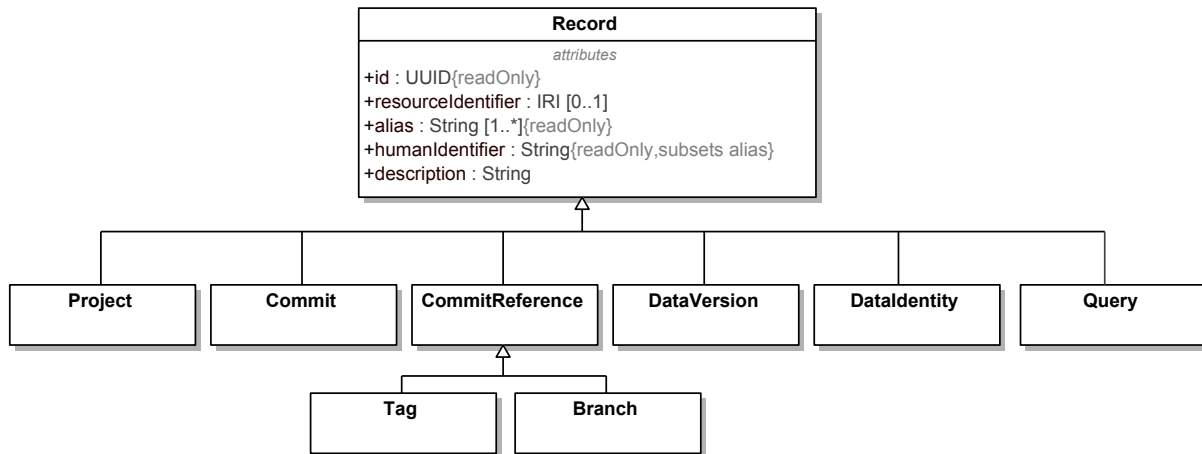 Record
attributes
+id : UUID{readOnly}
+resourceIdentifier : IRI [0..1]
+alias : String [1..*]{readOnly}
+humanIdentifier : String{readOnly,subsets alias}
+description : String
Project
Commit
CommitReference
DataVersion
DataIdentity
Query
Tag
Branch